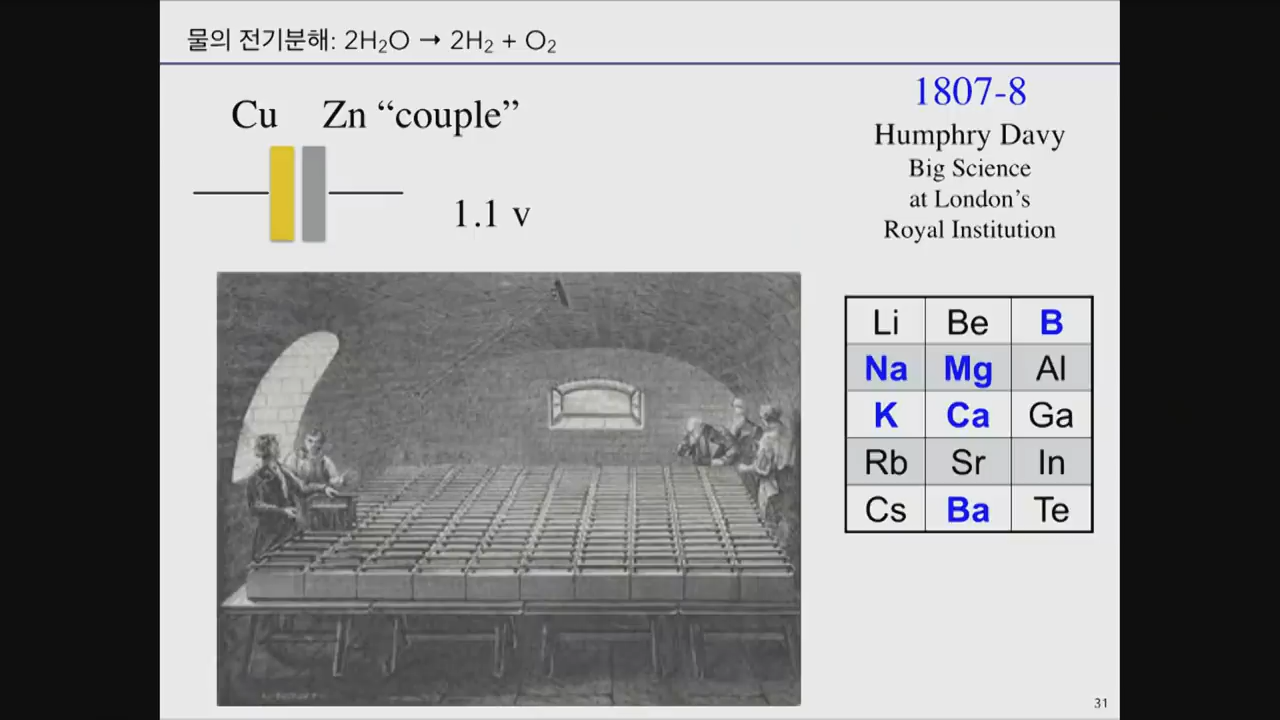 물의 전기분해: 2H₂O → 2H₂ + O₂
Cu Zn “couple”
1.1 v
1807-8
Humphry Davy
Big Science
at London’s
Royal Institution
Li Be B
Na Mg Al
K Ca Ga
Rb Sr In
Cs Ba Te
31